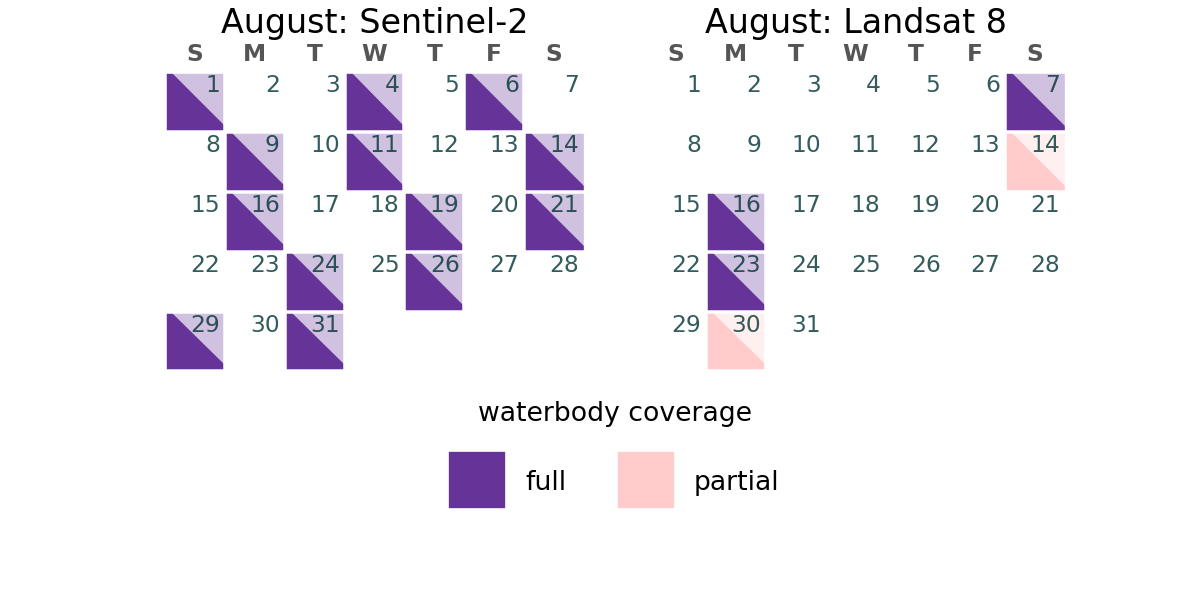 August: Sentinel-2
S M T W T F S
1 2 3 4 5 6 7
8 9 10 11 12 13 14
15 16 17 18 19 20 21
22 23 24 25 26 27 28
29 30 31
August: Landsat 8
S M T W T F S
1 2 3 4 5 6 7
8 9 10 11 12 13 14
15 16 17 18 19 20 21
22 23 24 25 26 27 28
29 30 31
waterbody coverage
full partial